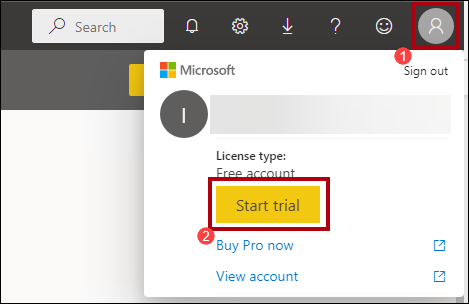 Search
?
1
Microsoft
Sign out
I
License type:
Free account
Start trial
2
Buy Pro now
View account